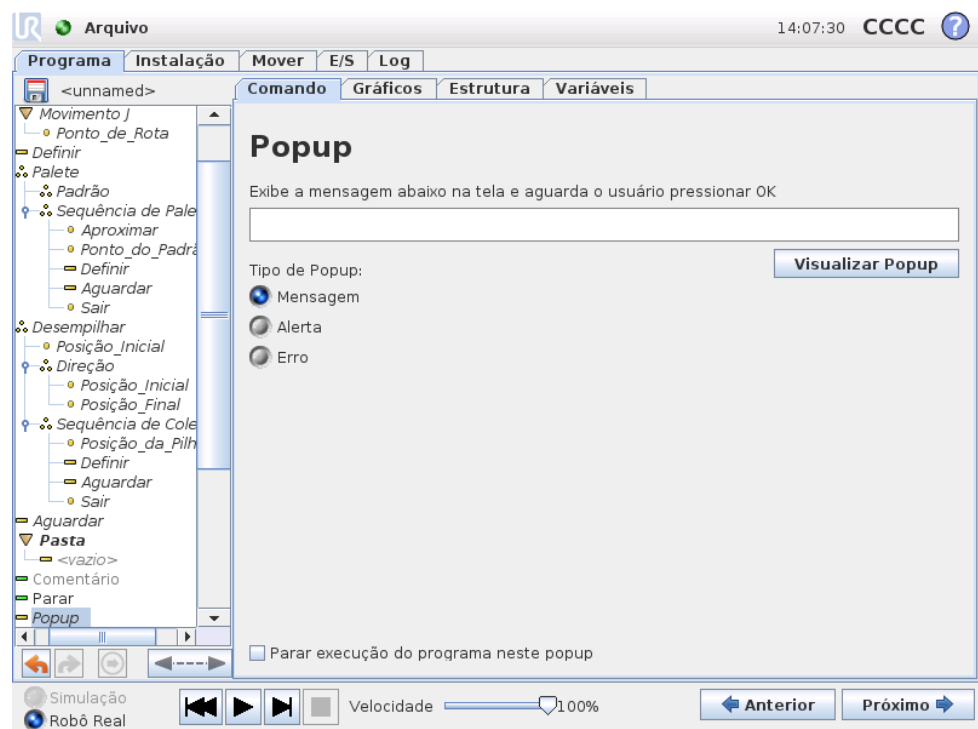 Arquivo
14:07:30 CCCC ?
Programa Instalação Mover E/S Log
<unnamed>
Comando Gráficos Estrutura Variáveis
Movimento J
Ponto_de_Rota
Definir
Palete
Padrão
Sequência de Pale
Aproximar
Ponto_do_Padrã
Definir
Aguardar
Sair
Desempilhar
Posição_Inicial
Direção
Posição_Inicial
Posição_Final
Sequência de Cole
Posição_da_Pilh
Definir
Aguardar
Sair
Aguardar
Pasta
<vazio>
Comentário
Parar
Popup
Popup
Exibe a mensagem abaixo na tela e aguarda o usuário pressionar OK
Visualizar Popup
Tipo de Popup:
Mensagem
Alerta
Erro
Parar execução do programa neste popup
Simulação
Robô Real
Velocidade 100%
Anterior Próximo